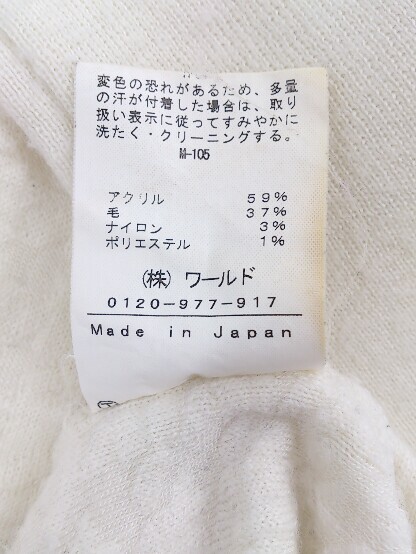 変色の恐れがあるため、多量
の汗が付着した場合は、取り
扱い表示に従ってすみやかに
洗たく・クリーニングする。
M-105
アクリル 59%
毛 37%
ナイロン 3%
ポリエステル 1%
(株) ワールド
0120-977-917
Made in Japan